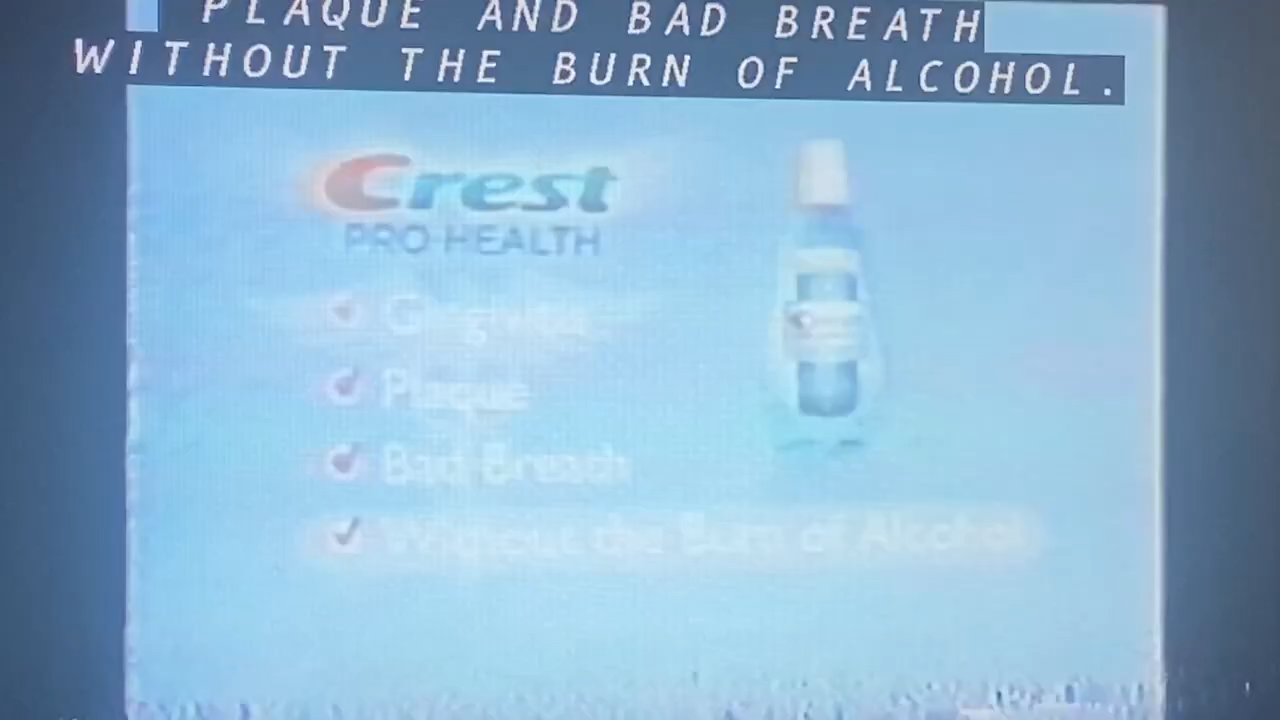 PLAQUE AND BAD BREATH
WITHOUT THE BURN OF ALCOHOL.
Crest
PRO-HEALTH
Gingivitis
Plaque
Bad Breath
Without the Burn of Alcohol